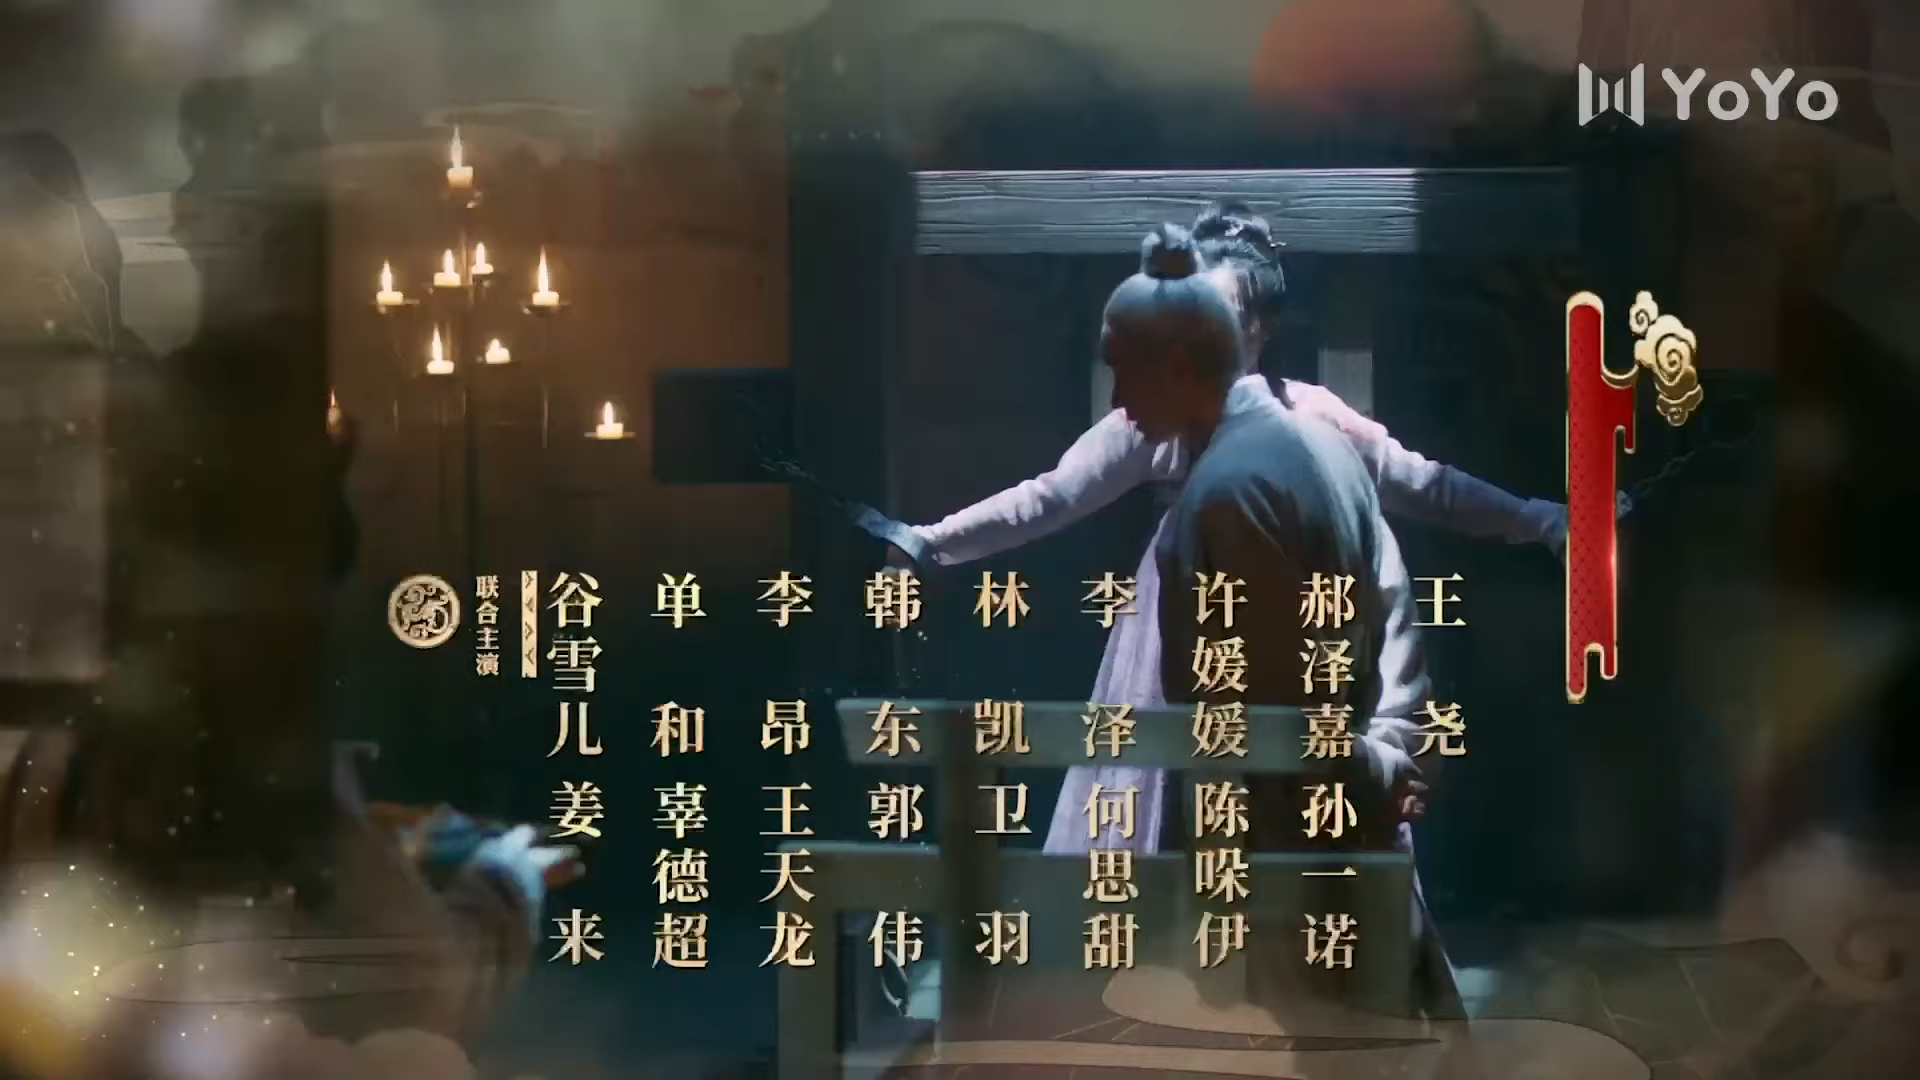 YoYo
联合主演
谷雪儿
单和
李昂
韩东
林凯
李泽
许媛媛
郝泽嘉
王尧
姜来
辜德超
王天龙
郭伟
卫羽
何思甜
陈哚伊
孙一诺